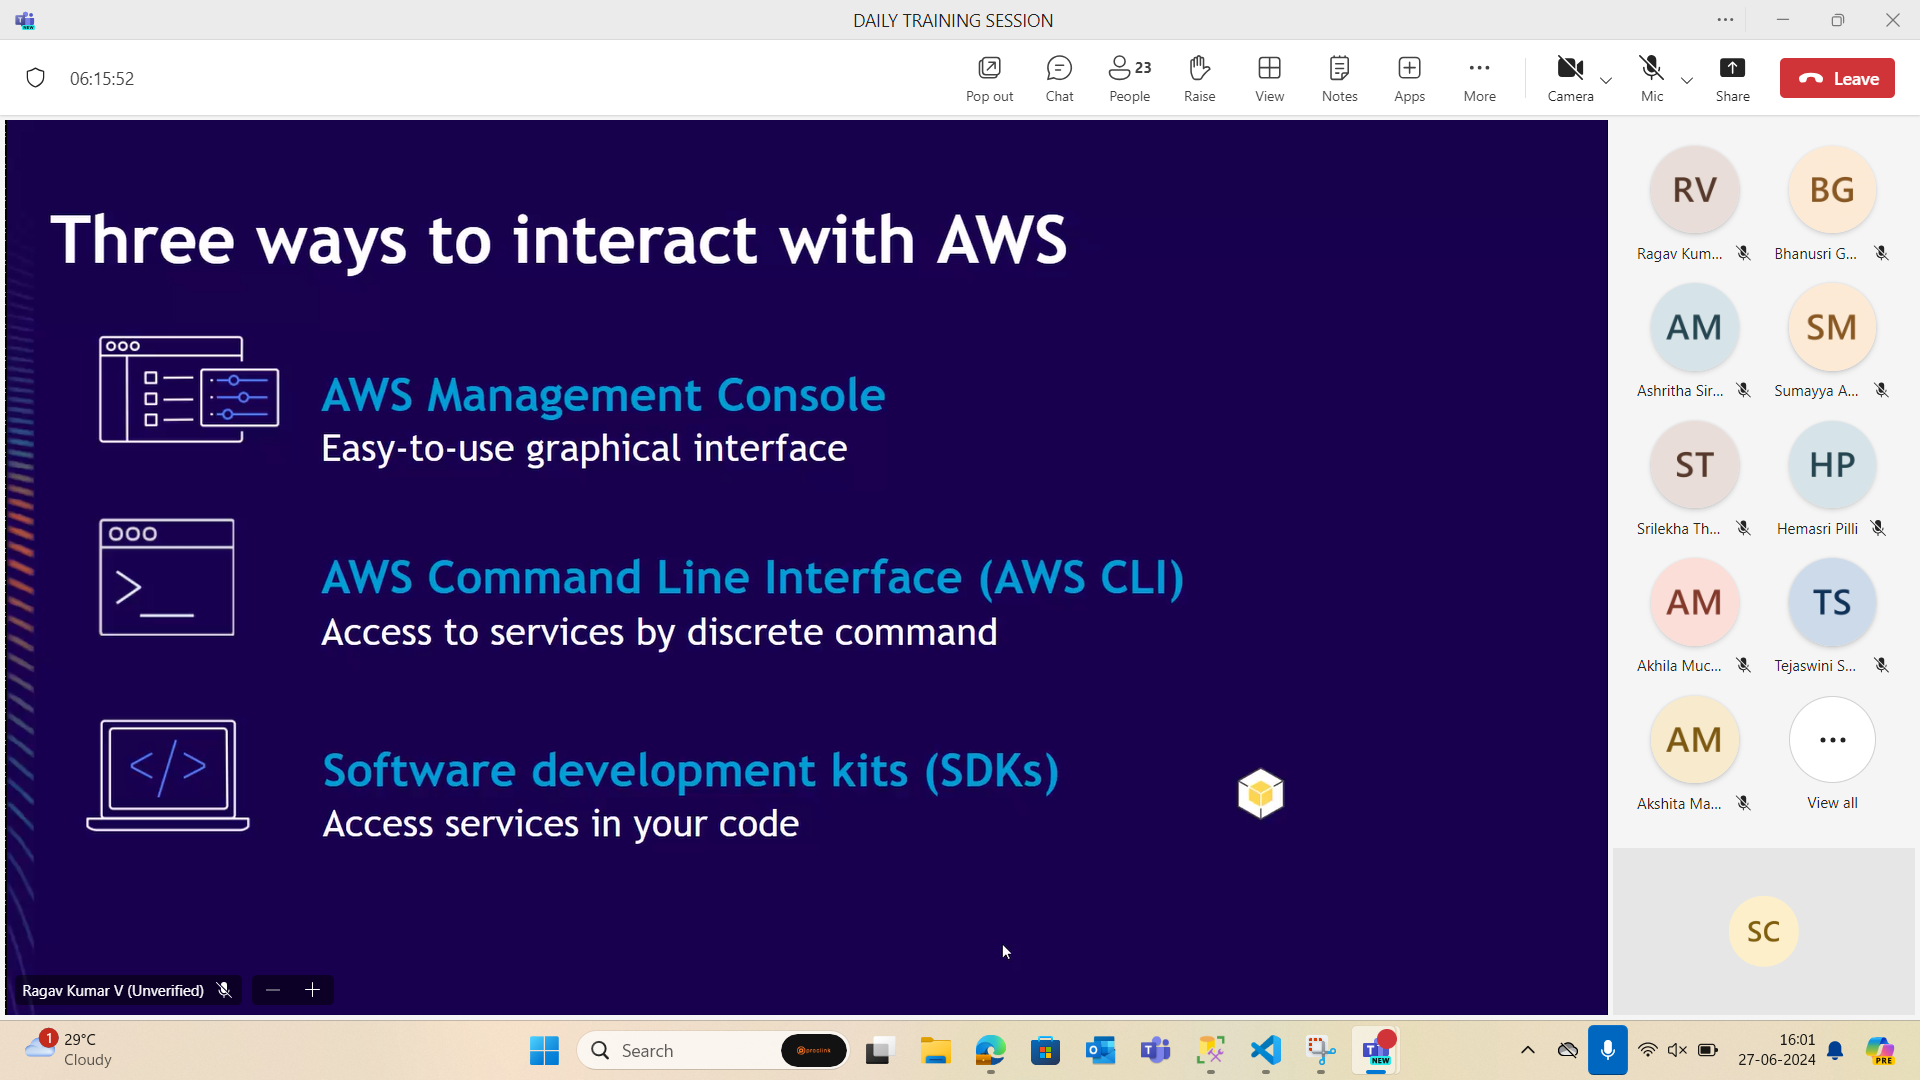 DAILY TRAINING SESSION
06:15:52
Pop out
Chat
23
People
Raise
View
Notes
Apps
More
Camera
Mic
Share
Leave
Three ways to interact with AWS
AWS Management Console
Easy-to-use graphical interface
AWS Command Line Interface (AWS CLI)
Access to services by discrete command
Software development kits (SDKs)
Access services in your code
Ragav Kumar V (Unverified)
RV
BG
Ragav Kum...
Bhanusri G...
AM
SM
Ashritha Sir...
Sumayya A...
ST
HP
Srilekha Th...
Hemasri Pilli
AM
TS
Akhila Muc...
Tejaswini S...
AM
Akshita Ma...
View all
SC
1
29°C
Cloudy
Search
proclink
NEW
16:01
27-06-2024
PRE